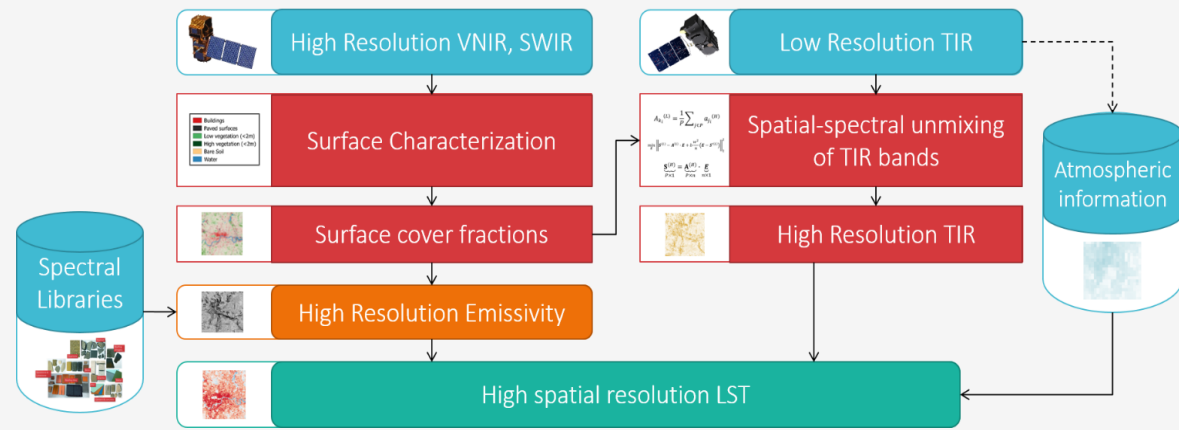 High Resolution VNIR, SWIR
Low Resolution TIR
Buildings
Paved surfaces
Low vegetation (<2m)
High vegetation (<2m)
Bare Soil
Water
Surface Characterization
Spatial-spectral unmixing
of TIR bands
Atmospheric
information
Surface cover fractions
High Resolution TIR
Spectral
Libraries
High Resolution Emissivity
High spatial resolution LST